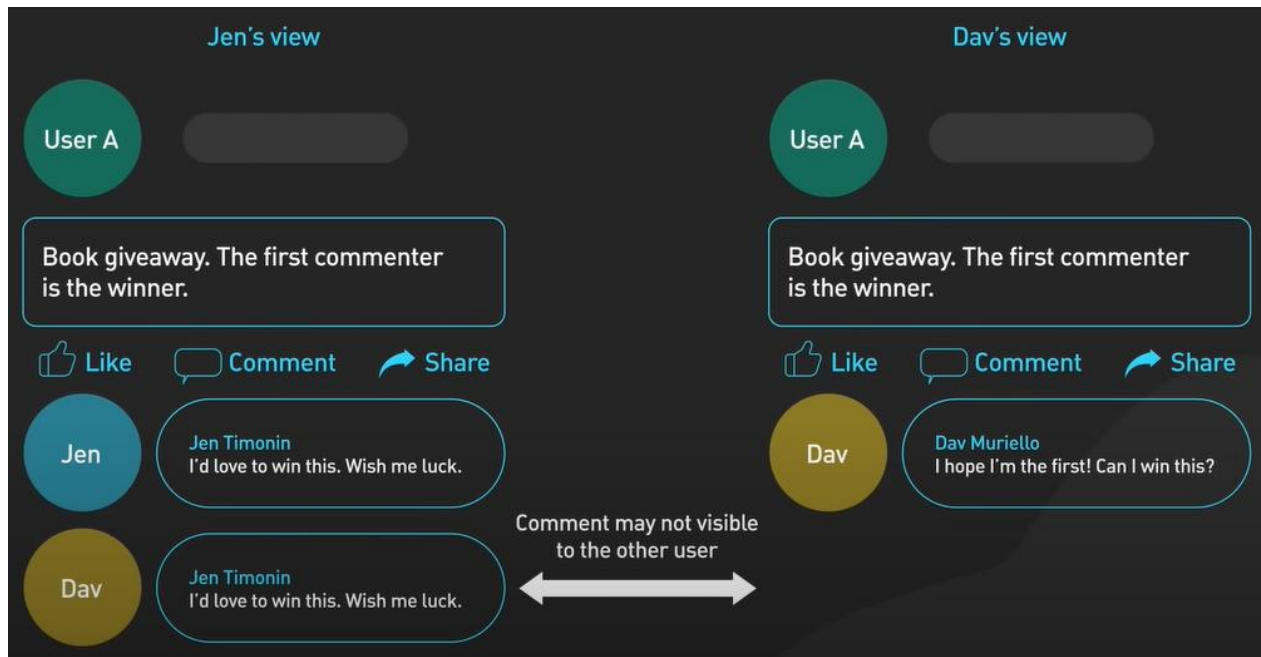 Jen's view
User A
Book giveaway. The first commenter
is the winner.
Like
Comment
Share
Jen
Jen Timonin
I'd love to win this. Wish me luck.
Dav
Jen Timonin
I'd love to win this. Wish me luck.
Comment may not visible
to the other user
Dav's view
User A
Book giveaway. The first commenter
is the winner.
Like
Comment
Share
Dav
Dav Muriello
I hope I'm the first! Can I win this?